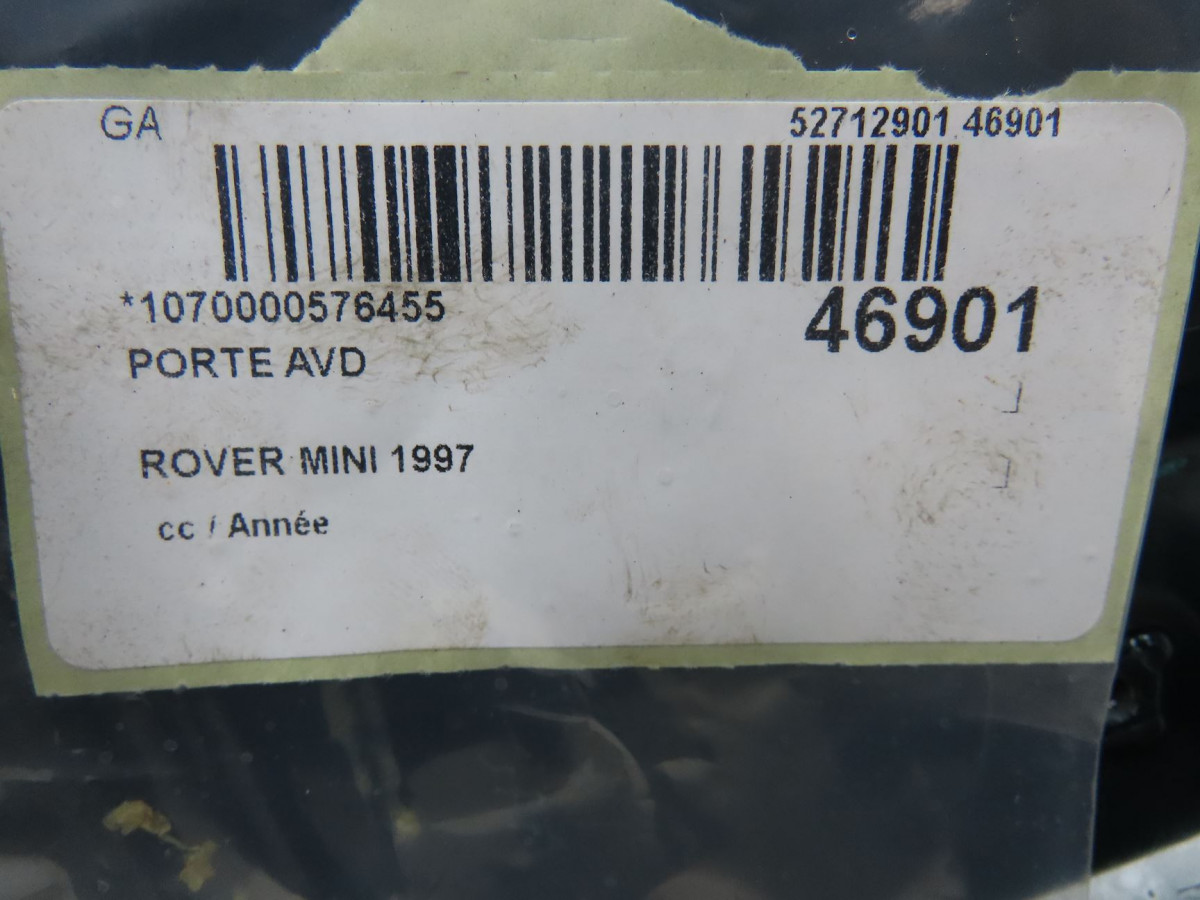 GA
52712901 46901
*1070000576455
46901
PORTE AVD
ROVER MINI 1997
cc / Année